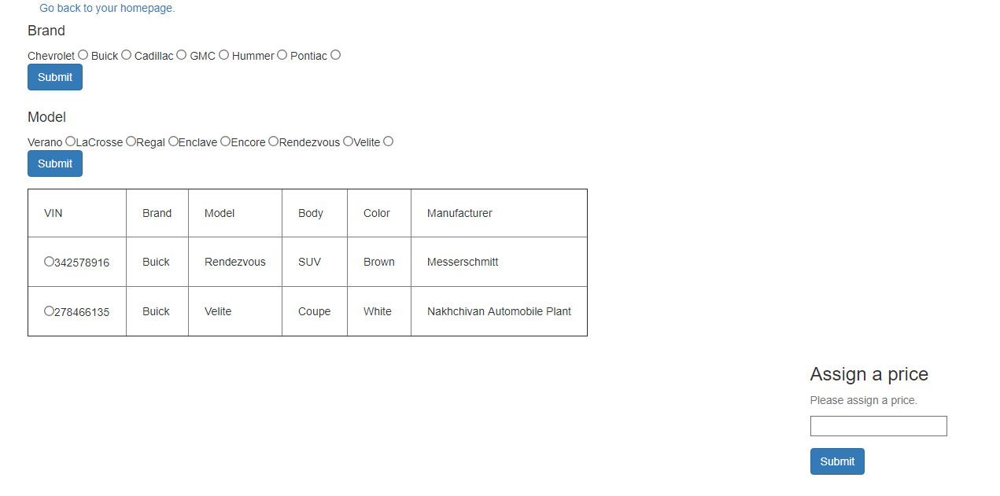 Go back to your homepage.
Brand
Chevrolet Buick Cadillac GMC Hummer Pontiac
Submit
Model
Verano LaCrosse Regal Enclave Encore Rendezvous Velite
Submit
VIN Brand Model Body Color Manufacturer
342578916 Buick Rendezvous SUV Brown Messerschmitt
278466135 Buick Velite Coupe White Nakhchivan Automobile Plant
Assign a price
Please assign a price.
Submit